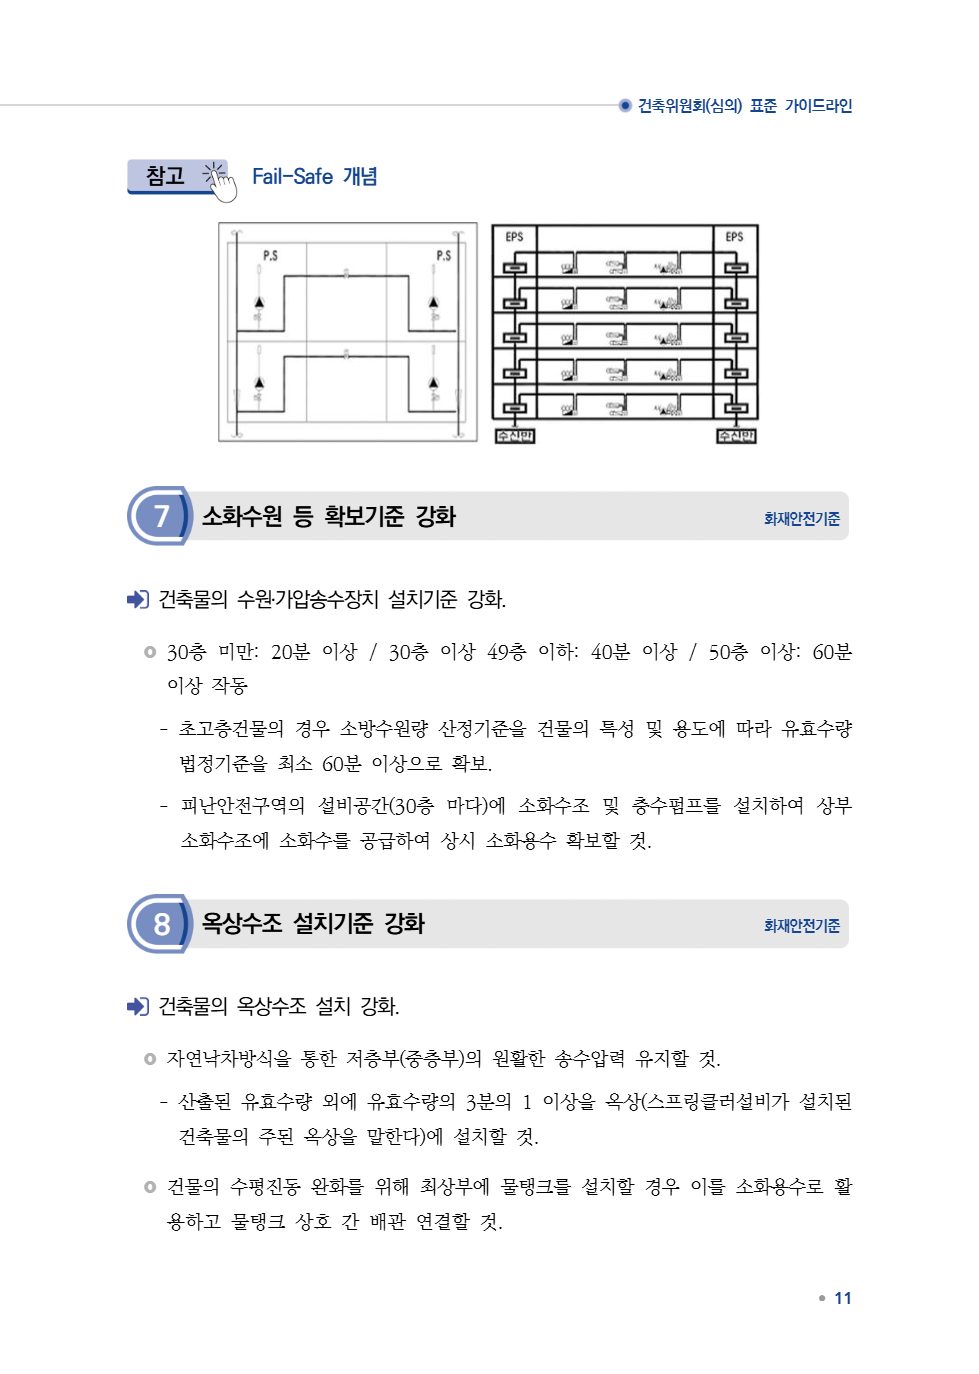 건축위원회(심의) 표준 가이드라인
참고 Fail-Safe 개념
P.S P.S
EPS EPS
수신반 수신반
7 소화수원 등 확보기준 강화 화재안전기준
건축물의 수원·가압송수장치 설치기준 강화.
30층 미만: 20분 이상 / 30층 이상 49층 이하: 40분 이상 / 50층 이상: 60분
이상 작동
- 초고층건물의 경우 소방수원량 산정기준을 건물의 특성 및 용도에 따라 유효수량
법정기준을 최소 60분 이상으로 확보.
- 피난안전구역의 설비공간(30층 마다)에 소화수조 및 충수펌프를 설치하여 상부
소화수조에 소화수를 공급하여 상시 소화용수 확보할 것.
8 옥상수조 설치기준 강화 화재안전기준
건축물의 옥상수조 설치 강화.
자연낙차방식을 통한 저층부(중층부)의 원활한 송수압력 유지할 것.
- 산출된 유효수량 외에 유효수량의 3분의 1 이상을 옥상(스프링클러설비가 설치된
건축물의 주된 옥상을 말한다)에 설치할 것.
건물의 수평진동 완화를 위해 최상부에 물탱크를 설치할 경우 이를 소화용수로 활
용하고 물탱크 상호 간 배관 연결할 것.
11